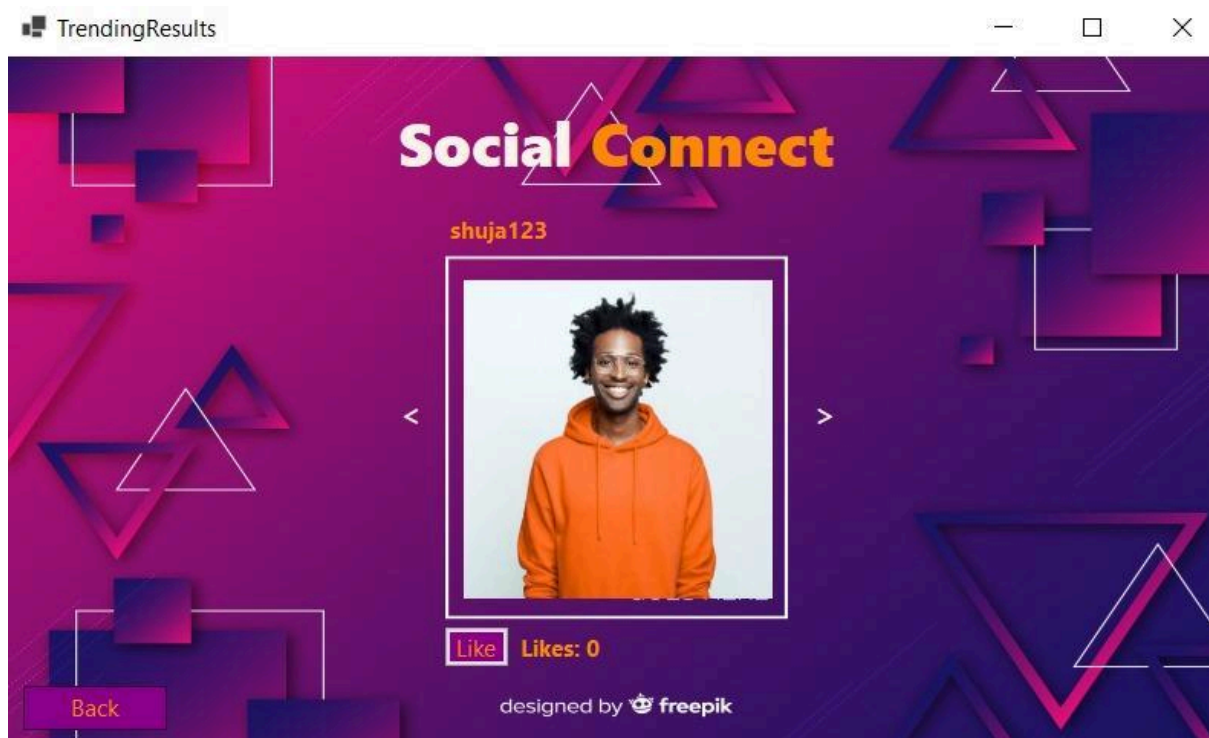 TrendingResults
Social Connect
shuja123
< >
Like Likes: 0
Back
designed by freepik